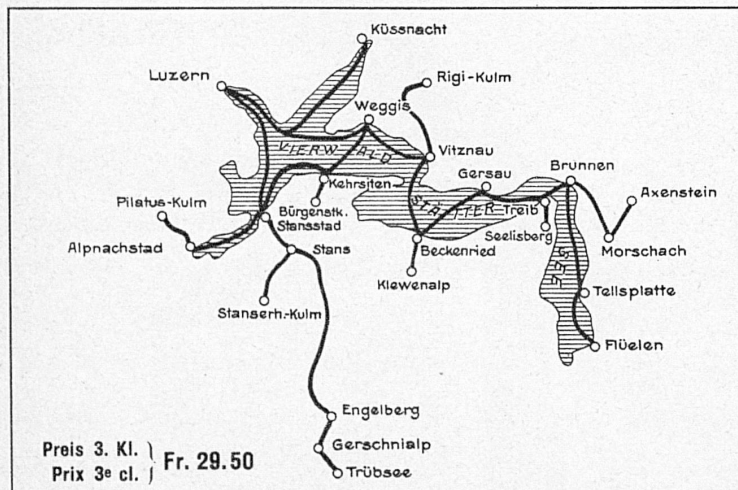 Küssnacht
Luzern
Rigi-Kulm
Weggis
VIERWALD
Vitznau
Gersau
Brunnen
Kehrsiten
Axenstein
Pilatus-Kulm
Bürgenstk.
STÄTTER
Treib
Stansstad
Seelisberg
Alpnachstad
Stans
Beckenried
SEE
Morschach
Klewenalp
Tellsplatte
Stanserh.-Kulm
Flüelen
Engelberg
Gerschnialp
Trübsee
Preis 3. Kl. } Fr. 29.50
Prix 3e cl.